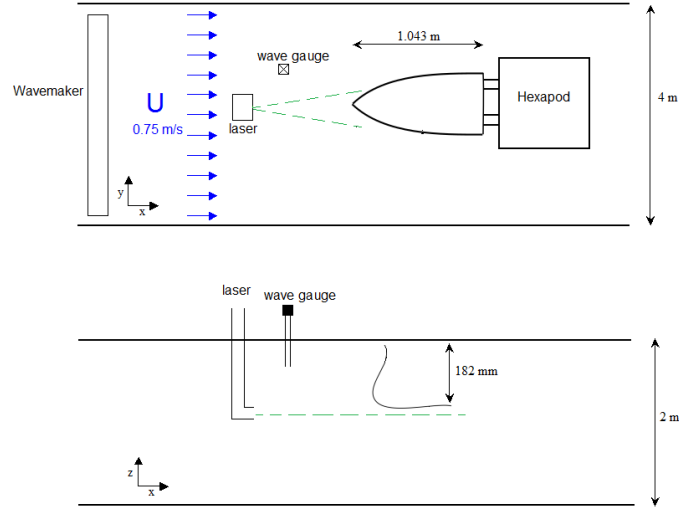 1.043 m
wave gauge
Wavemaker
U
0.75 m/s
laser
Hexapod
4 m
y
x
laser
wave gauge
182 mm
2 m
z
x